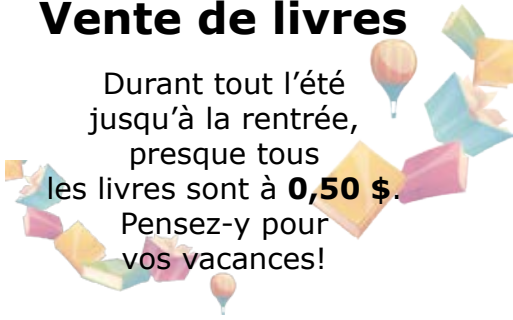 Vente de livres
Durant tout l’été
jusqu’à la rentrée,
presque tous
les livres sont à 0,50 $.
Pensez-y pour
vos vacances!